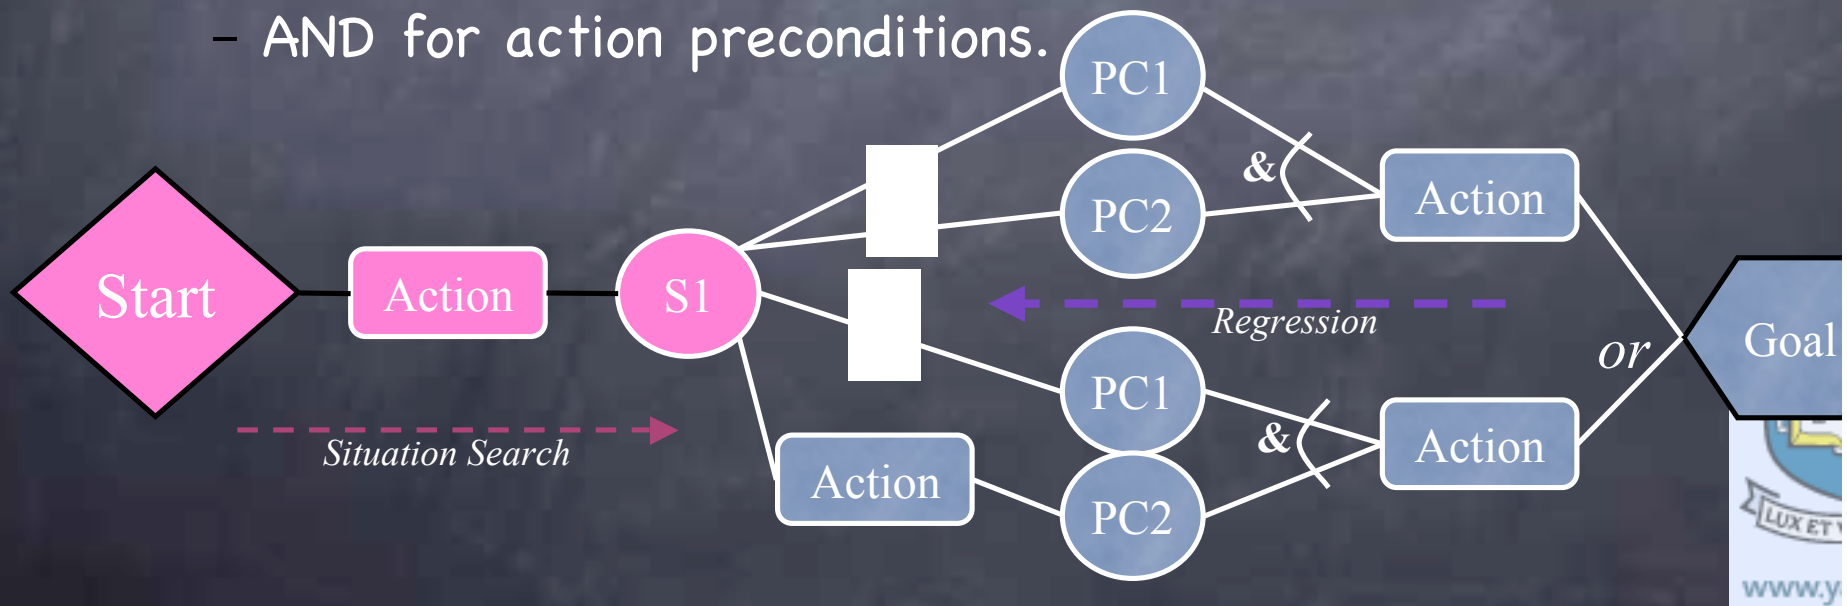 – AND for action preconditions.
PC1
&
PC2
Action
Start
Action
S1
Regression
or
Goal
PC1
Situation Search
&
Action
Action
PC2
LUX ET
www.y